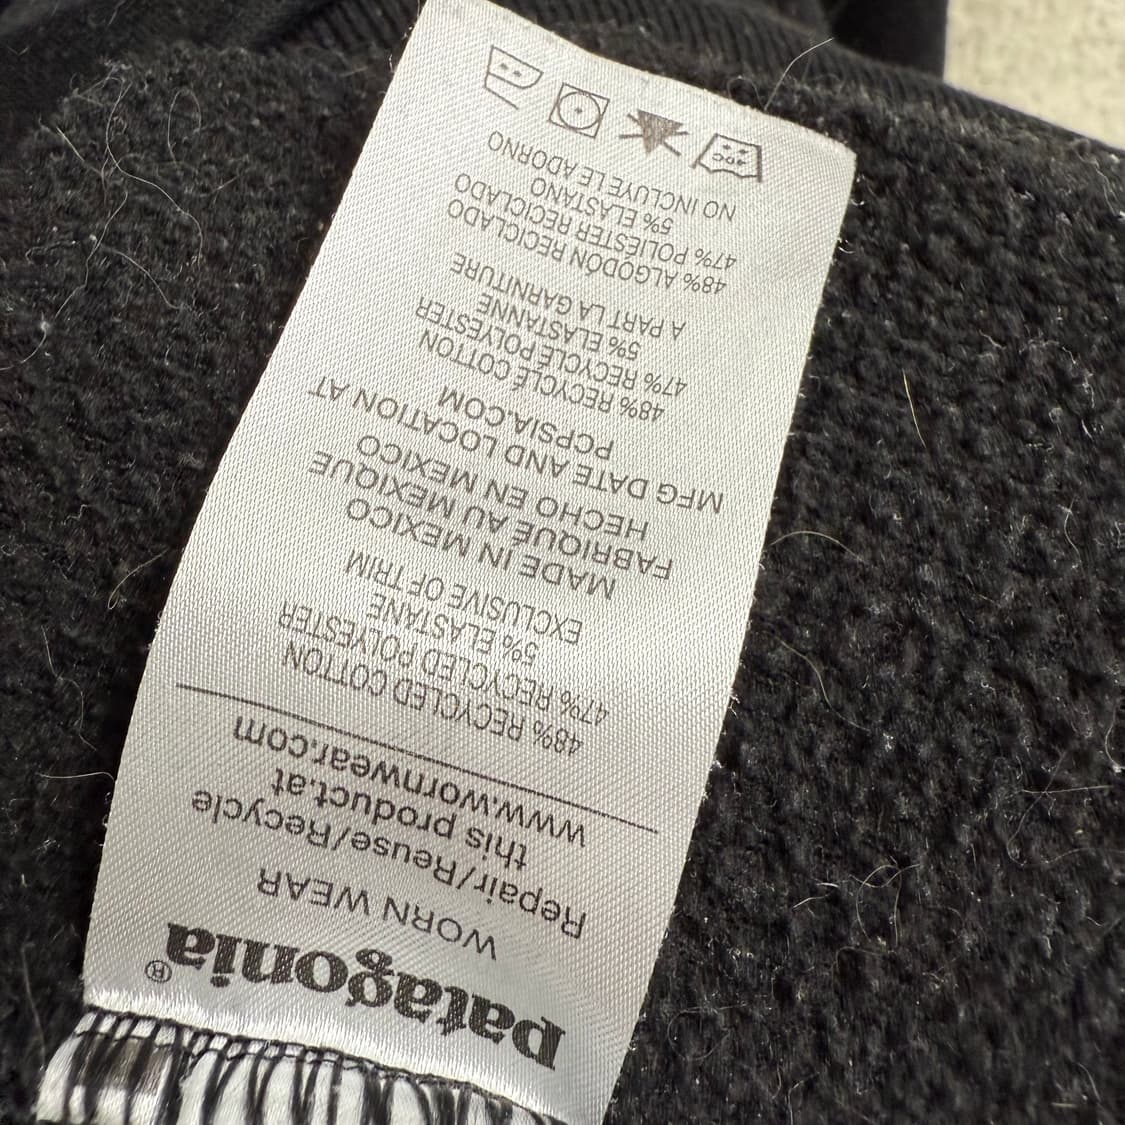 patagonia®
WORN WEAR
Repair/Reuse/Recycle
this product.at
www.wornwear.com
48% RECYCLED COTTON
47% RECYCLED POLYESTER
5% ELASTANE
EXCLUSIVE OF TRIM
MADE IN MEXICO
FABRIQUE AU MEXIQUE
HECHO EN MEXICO
MFG DATE AND LOCATION AT
PCPSIA.COM
48% RECYCLÉ COTTON
47% RECYCLÉ POLYESTER
5% ELASTANNE
A PART LA GARNITURE
48% ALGODÓN RECICLAD
47% POLIÉSTER RECICLADO
5% ELASTANO
NO INCLUYE ADORNO